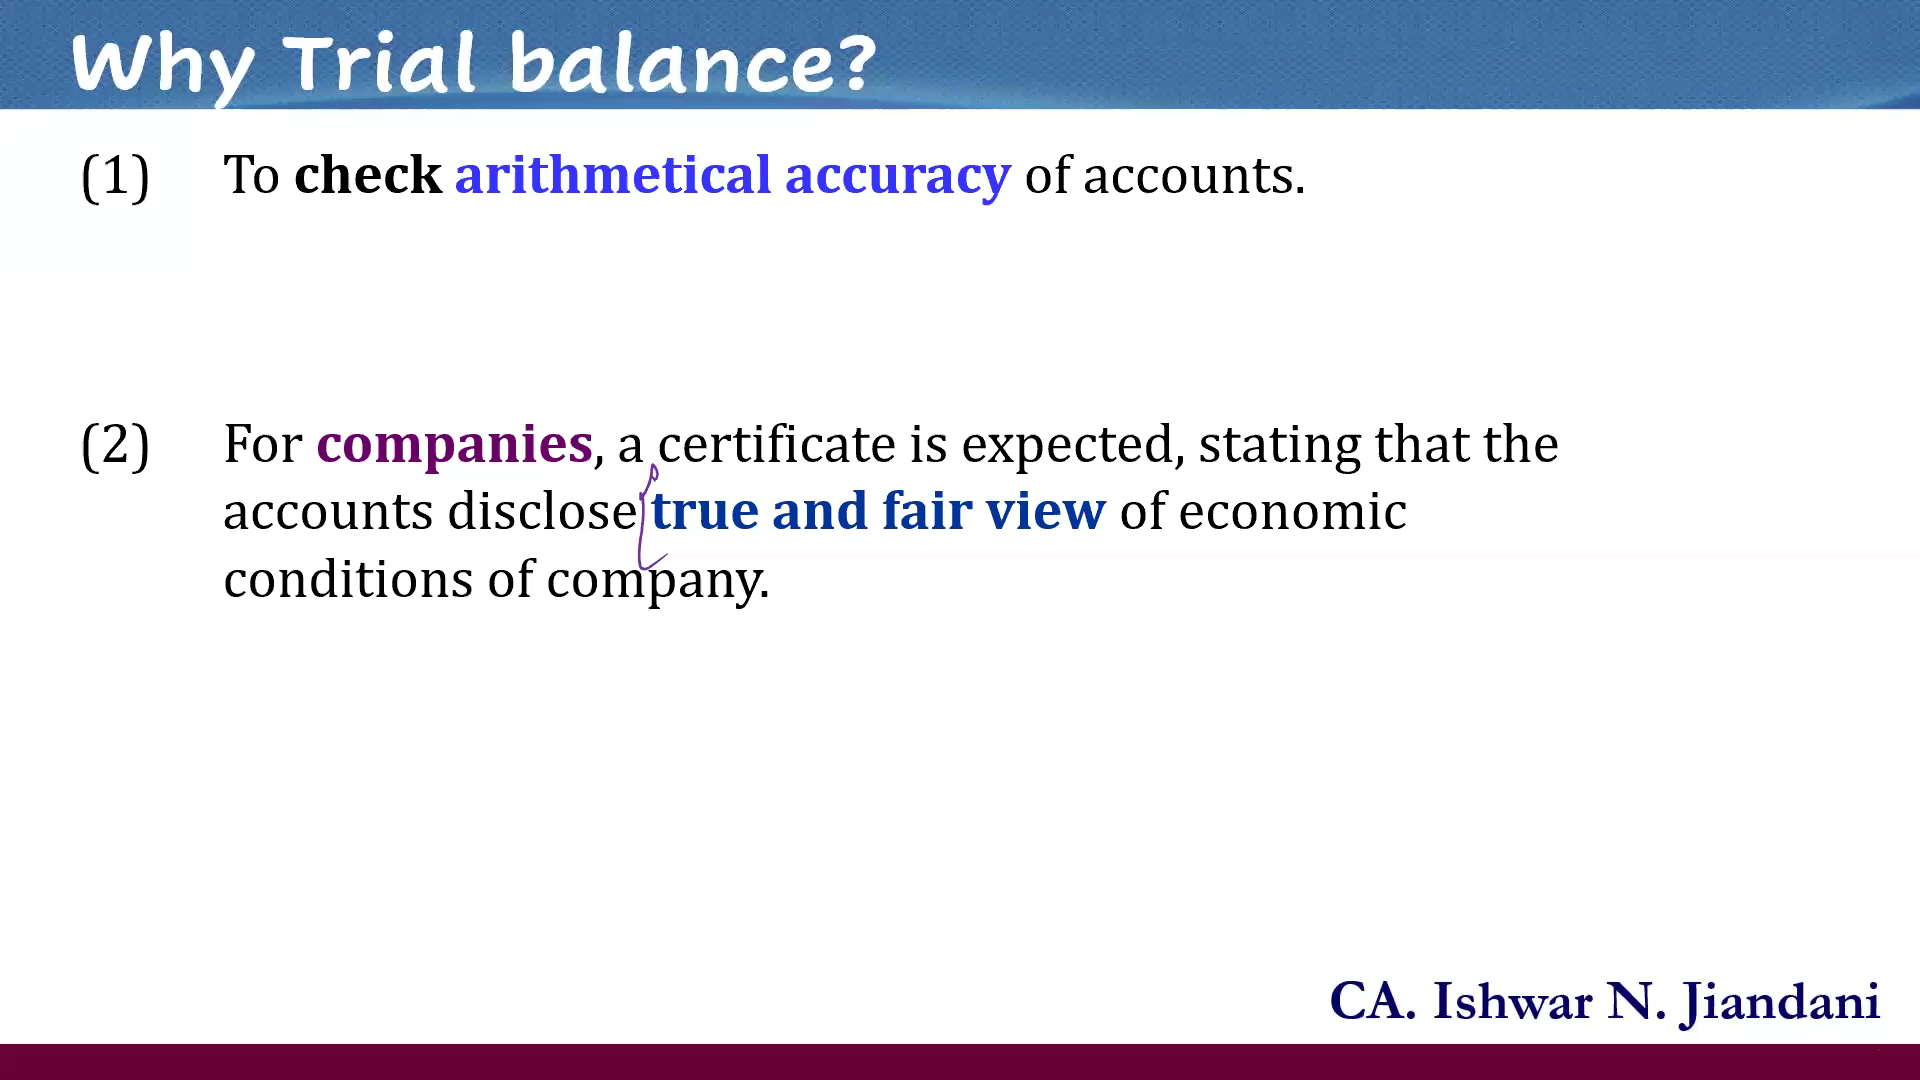 Why Trial balance?
(1) To check arithmetical accuracy of accounts.
(2) For companies, a certificate is expected, stating that the
accounts disclose true and fair view of economic
conditions of company.
CA. Ishwar N. Jiandani